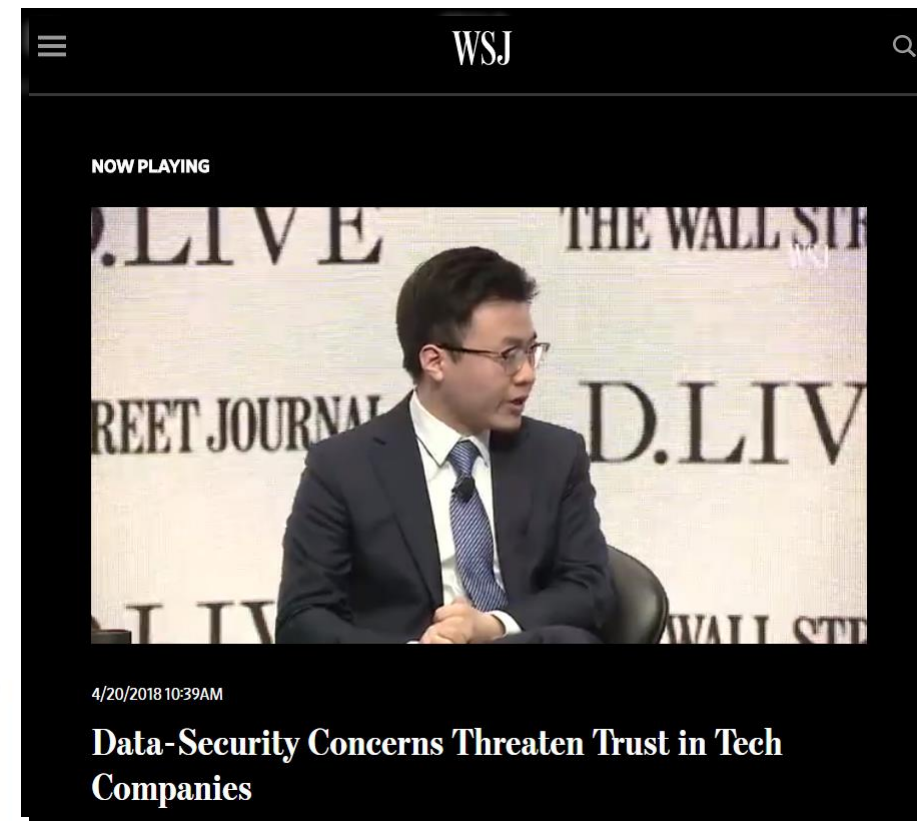 WSJ
NOW PLAYING
D.LIVE THE WALL STR
WSJ
REET JOURNAL D.LIV
D.LIV WALL STR
4/20/2018 10:39AM
Data-Security Concerns Threaten Trust in Tech
Companies